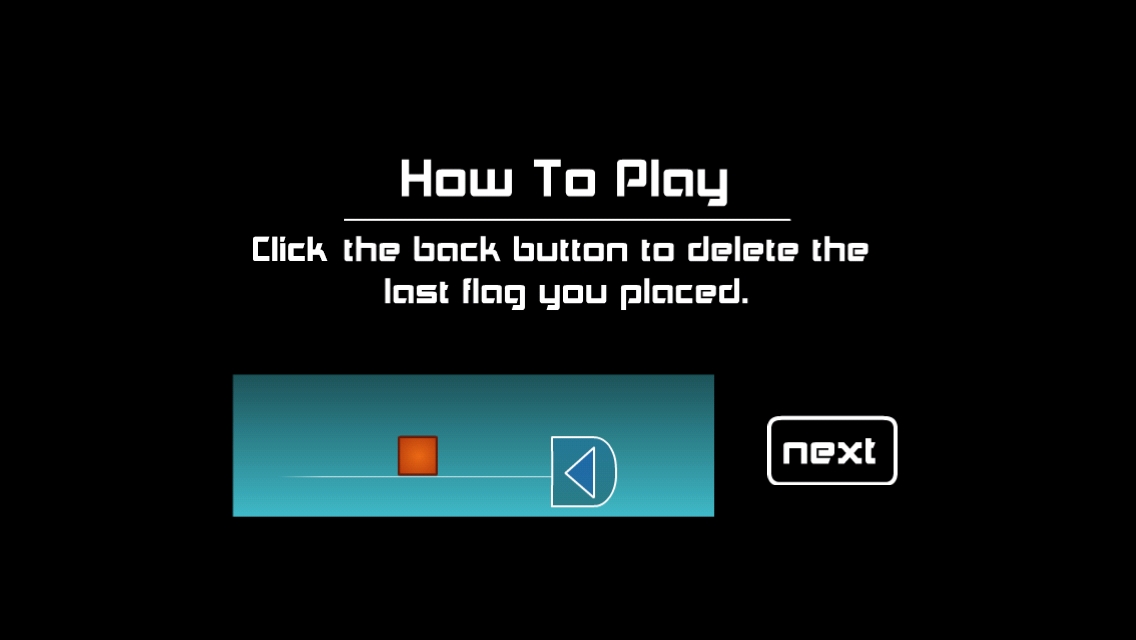 How To Play
Click the back button to delete the
last flag you placed.
next